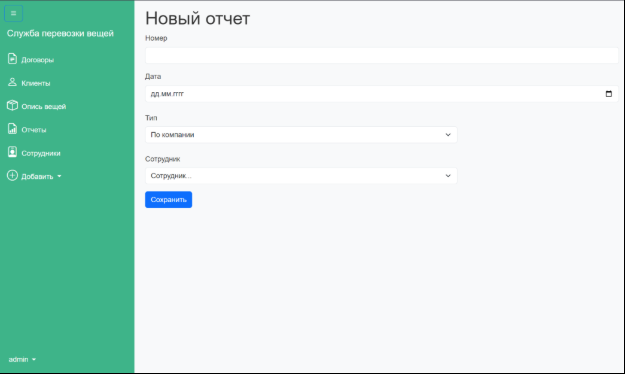 Служба перевозки вещей
Договоры
Клиенты
Опись вещей
Отчеты
Сотрудники
Добавить
admin
Новый отчет
Номер
Дата
дд.мм.гггг
Тип
По компании
Сотрудник
Сотрудник...
Сохранить